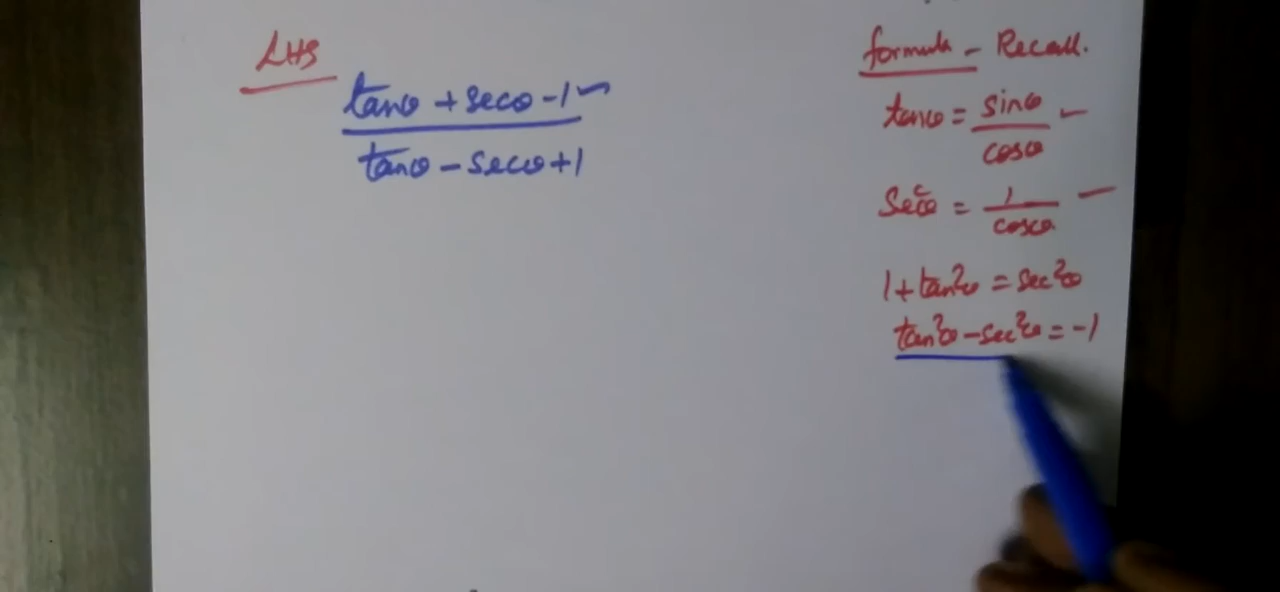 LHS
tanθ + secθ - 1
tanθ - secθ + 1
formula - Recall.
tanθ = sinθ / cosθ
secθ = 1 / cosθ
1 + tan²θ = sec²θ
tan²θ - sec²θ = -1